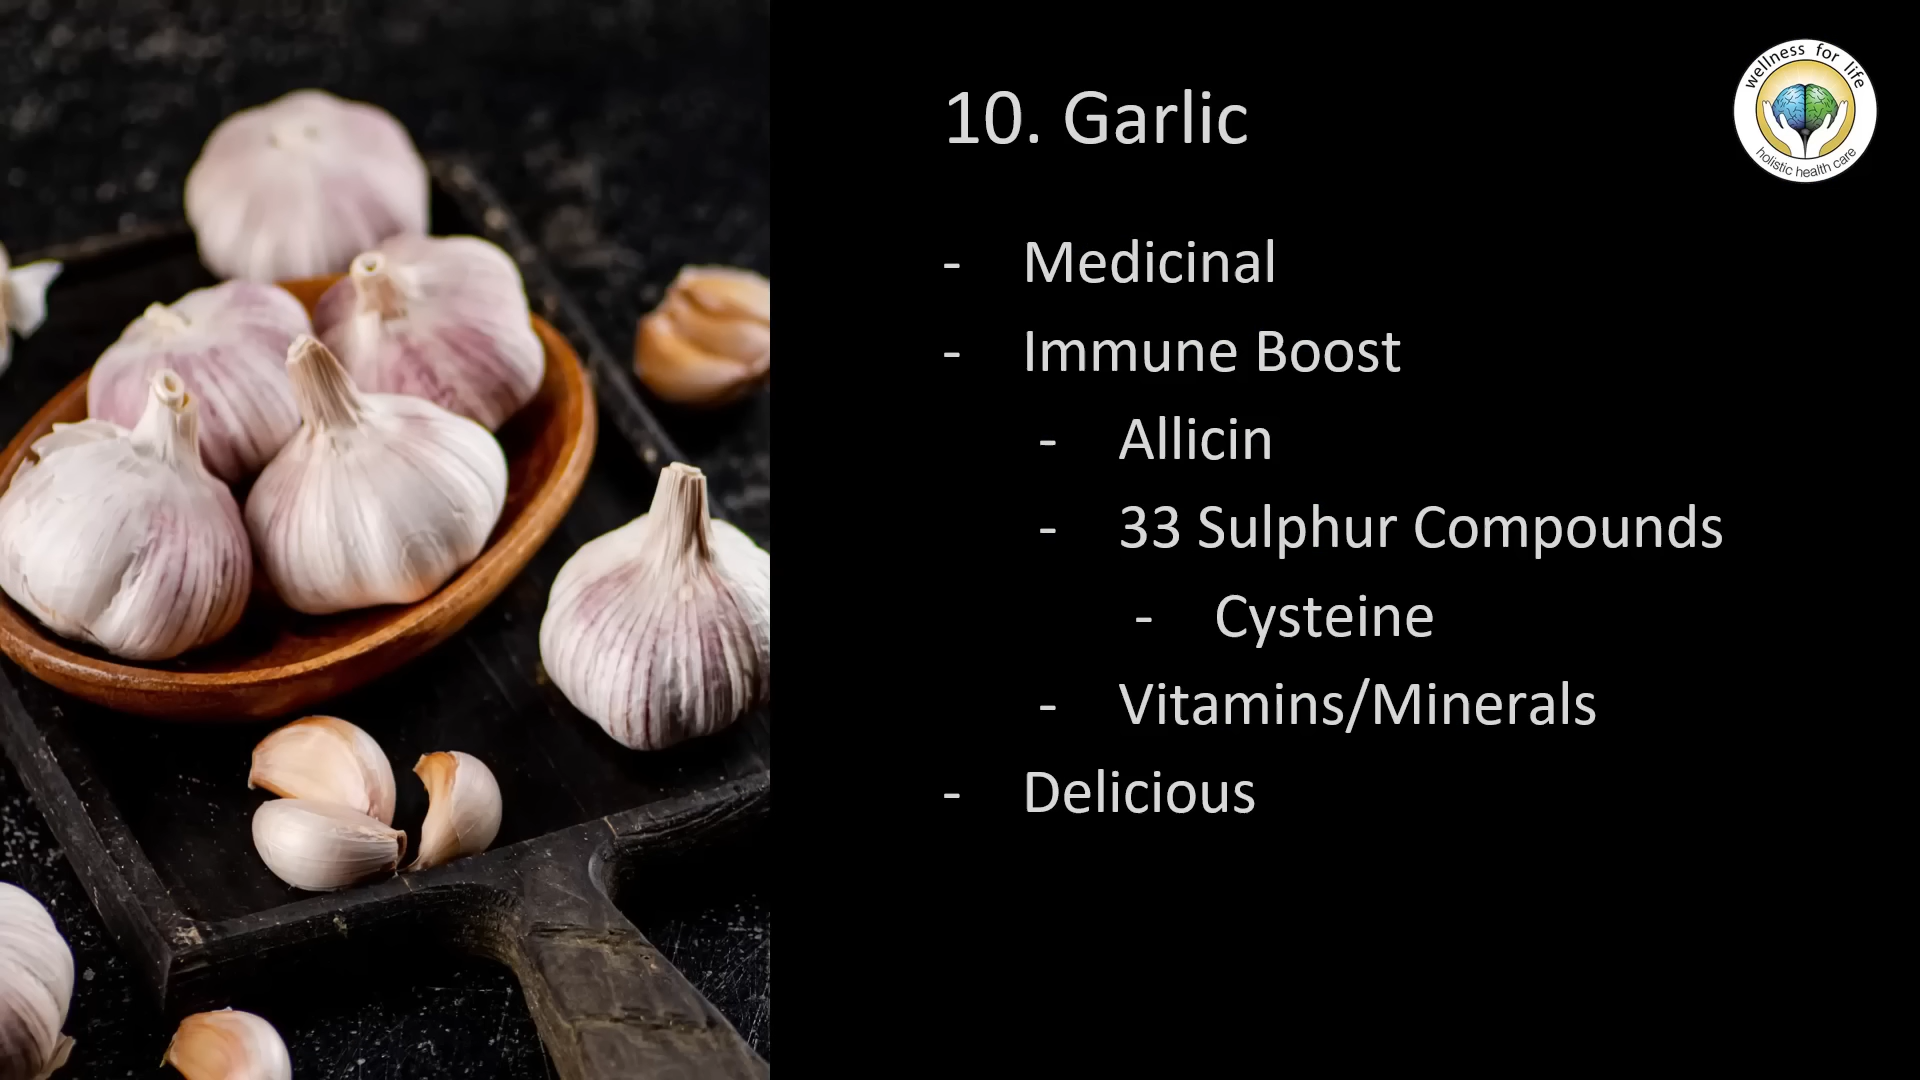 wellness for life
holistic health care
10. Garlic
- Medicinal
- Immune Boost
- Allicin
- 33 Sulphur Compounds
- Cysteine
- Vitamins/Minerals
- Delicious